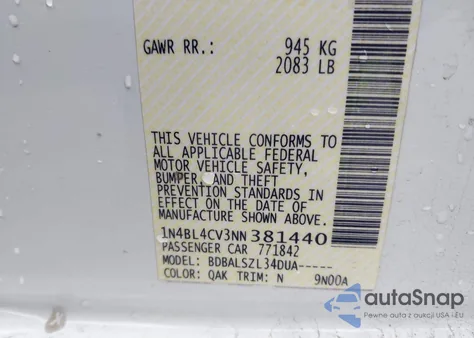 GAWR RR.: 945 KG
2083 LB
THIS VEHICLE CONFORMS TO
ALL APPLICABLE FEDERAL
MOTOR VEHICLE SAFETY,
BUMPER, AND THEFT
PREVENTION STANDARDS IN
EFFECT ON THE DATE OF
MANUFACTURE SHOWN ABOVE.
1N4BL4CV3NN381440
PASSENGER CAR 771842
MODEL: BDBALSZL34DUA-----
COLOR: QAK TRIM: N 9N00A
autoSnap
Pewne auta z aukcji USA i EU